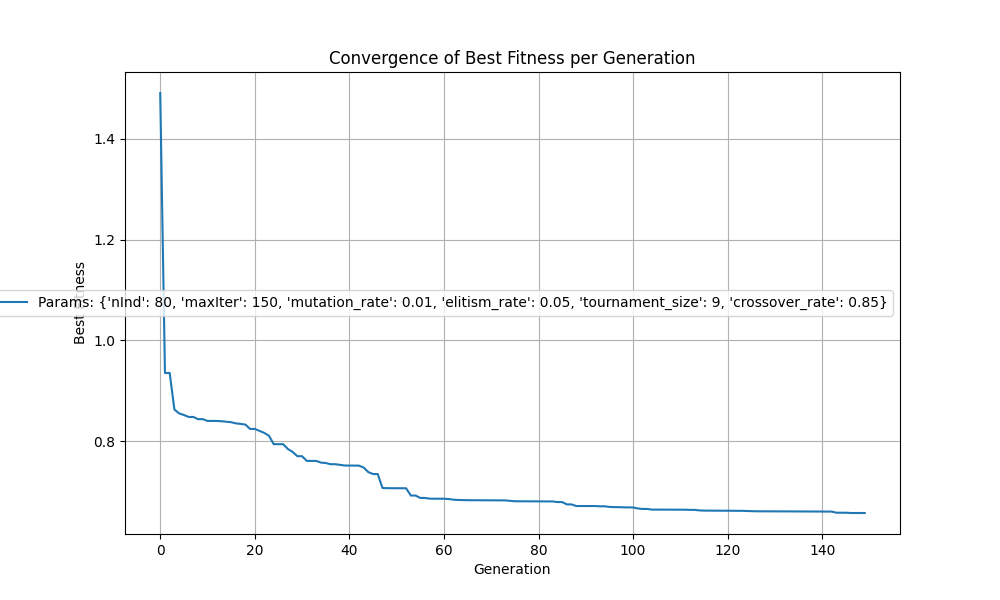 Convergence of Best Fitness per Generation
1.4
1.2
1.0
0.8
Best
ness
Params: {'nInd': 80, 'maxIter': 150, 'mutation_rate': 0.01, 'elitism_rate': 0.05, 'tournament_size': 9, 'crossover_rate': 0.85}
0 20 40 60 80 100 120 140
Generation